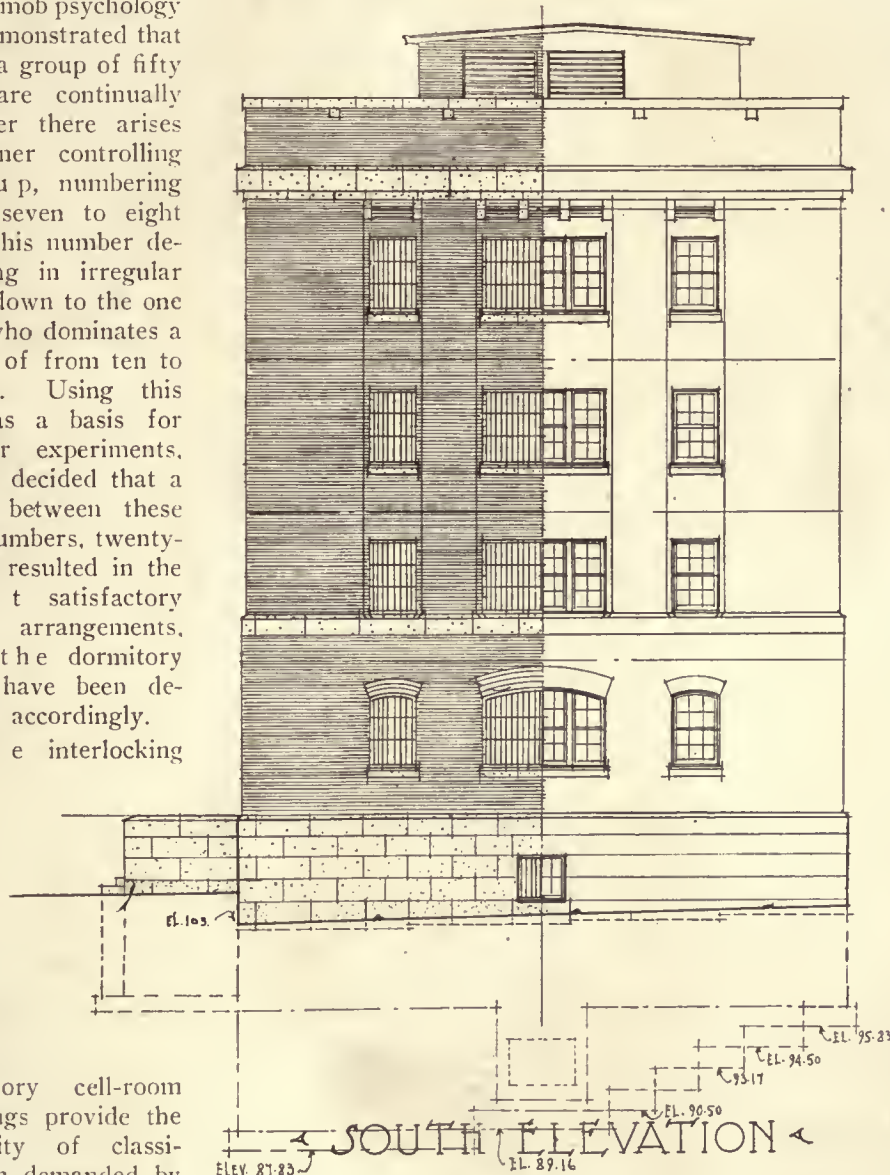 mob psychology
monstrated that
a group of fifty
are continually
er there arises
ner controlling
u p, numbering
seven to eight
his number de-
ng in irregular
down to the one
who dominates a
of from ten to
. Using this
as a basis for
r experiments,
decided that a
between these
umbers, twenty-
resulted in the
t satisfactory
arrangements,
t h e dormitory
have been de-
accordingly.
e interlocking
ory cell-room
ngs provide the
ity of classi-
n demanded by
EL. 103.
EL. 95.83
EL. 94.50
93.17
EL. 90.50
SOUTH ELEVATION
EL. 89.16
ELEV. 87.83